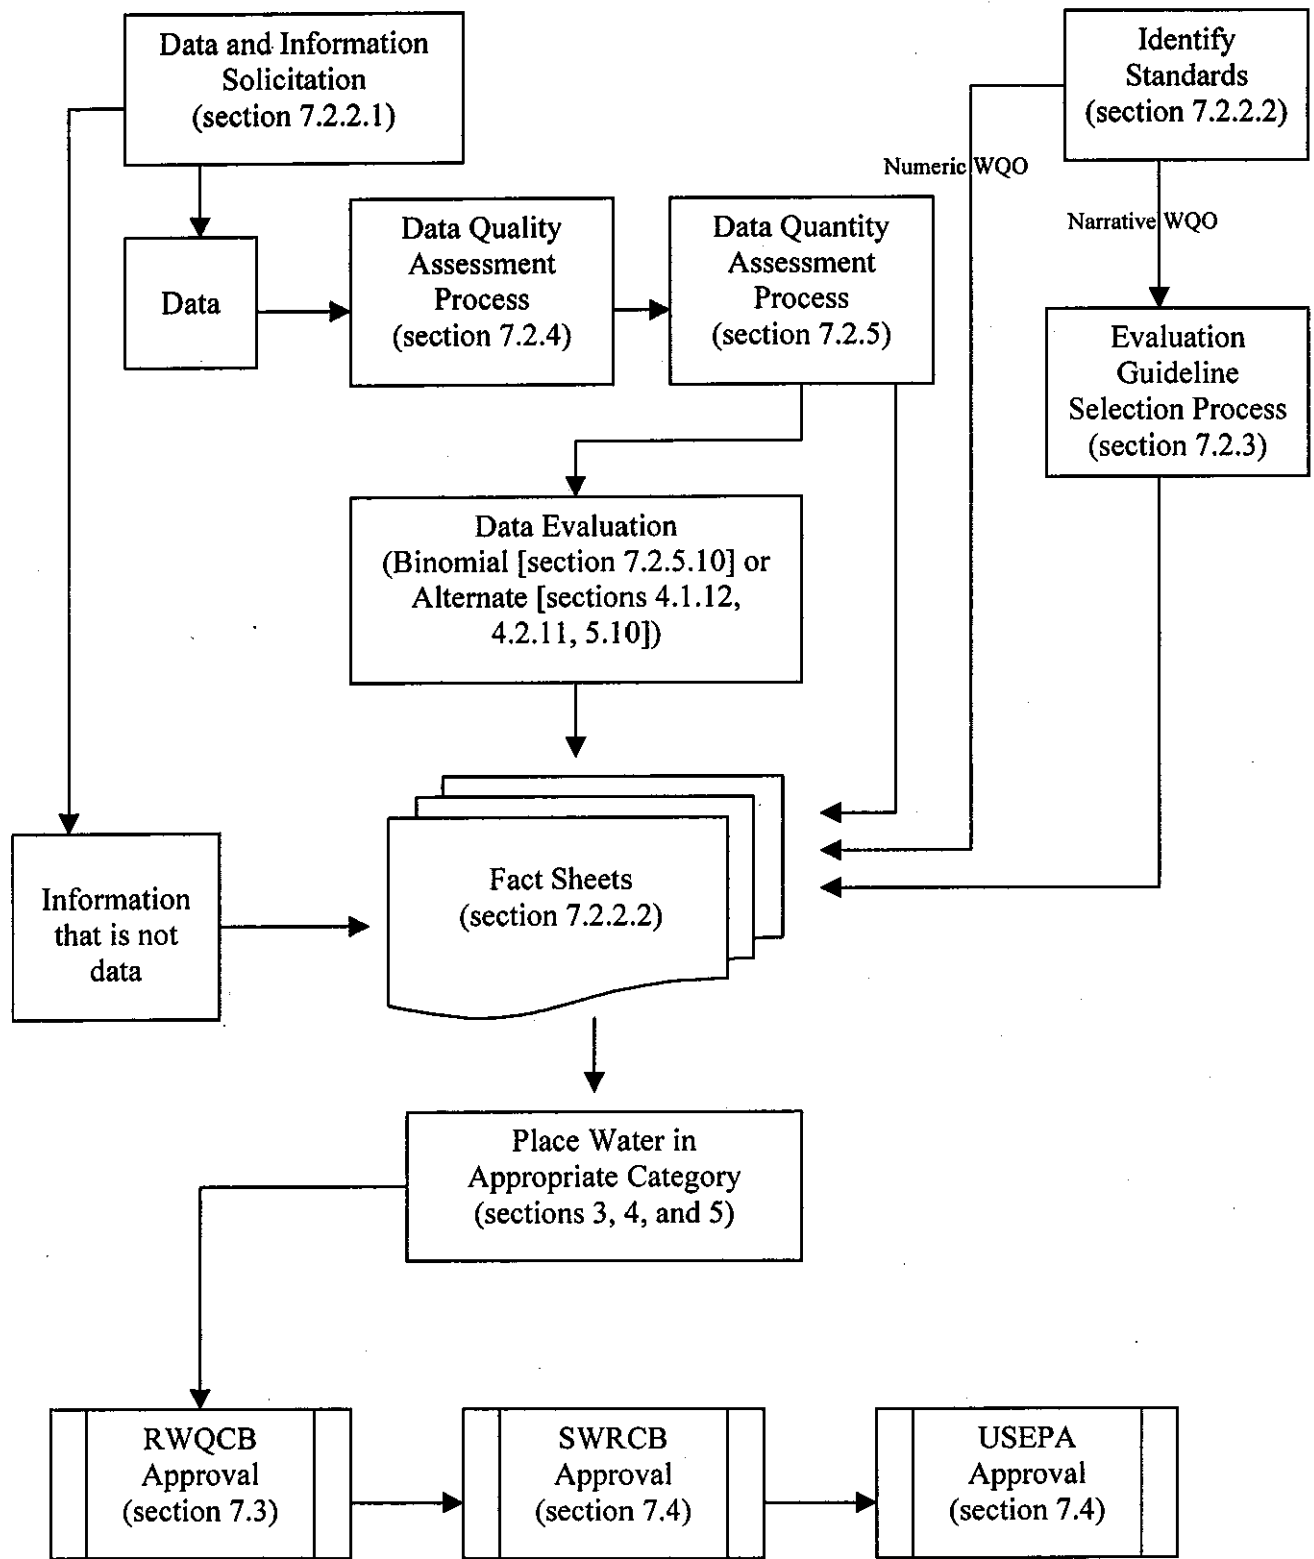 Data and Information
Solicitation
(section 7.2.2.1)
Identify
Standards
(section 7.2.2.2)
Numeric WQO
Narrative WQO
Data
Data Quality
Assessment
Process
(section 7.2.4)
Data Quantity
Assessment
Process
(section 7.2.5)
Evaluation
Guideline
Selection Process
(section 7.2.3)
Data Evaluation
(Binomial [section 7.2.5.10] or
Alternate [sections 4.1.12,
4.2.11, 5.10])
Information
that is not
data
Fact Sheets
(section 7.2.2.2)
Place Water in
Appropriate Category
(sections 3, 4, and 5)
RWQCB
Approval
(section 7.3)
SWRCB
Approval
(section 7.4)
USEPA
Approval
(section 7.4)